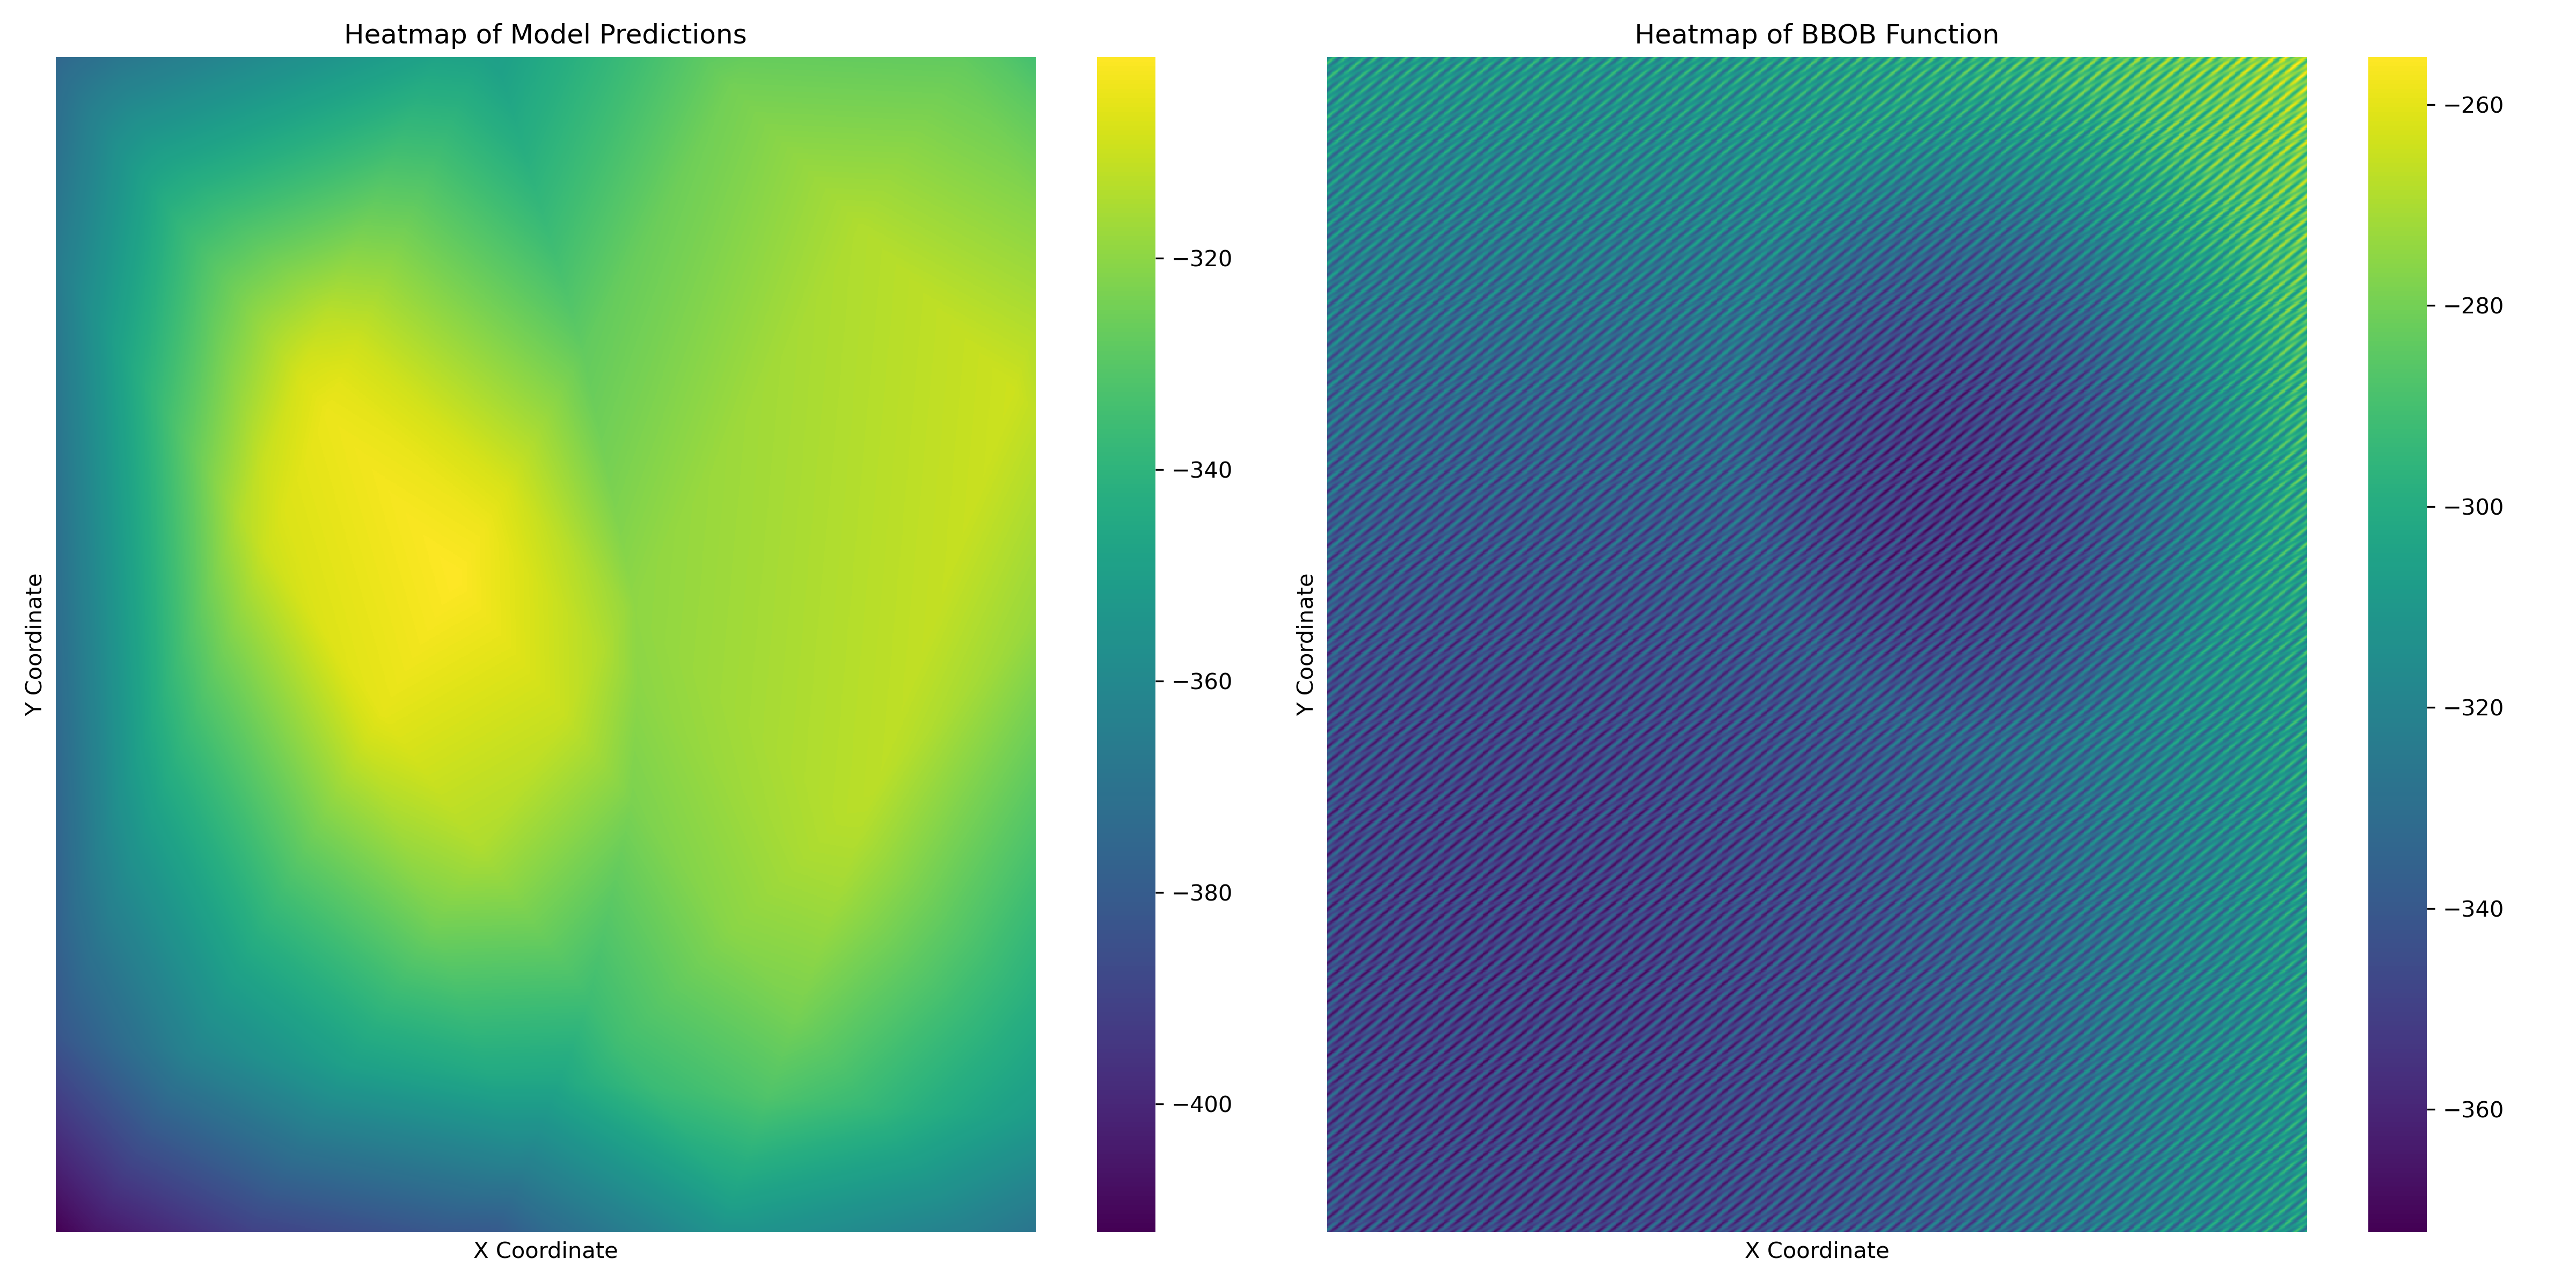 Heatmap of Model Predictions
Y Coordinate
X Coordinate
−320
−340
−360
−380
−400
Heatmap of BBOB Function
Y Coordinate
X Coordinate
−260
−280
−300
−320
−340
−360